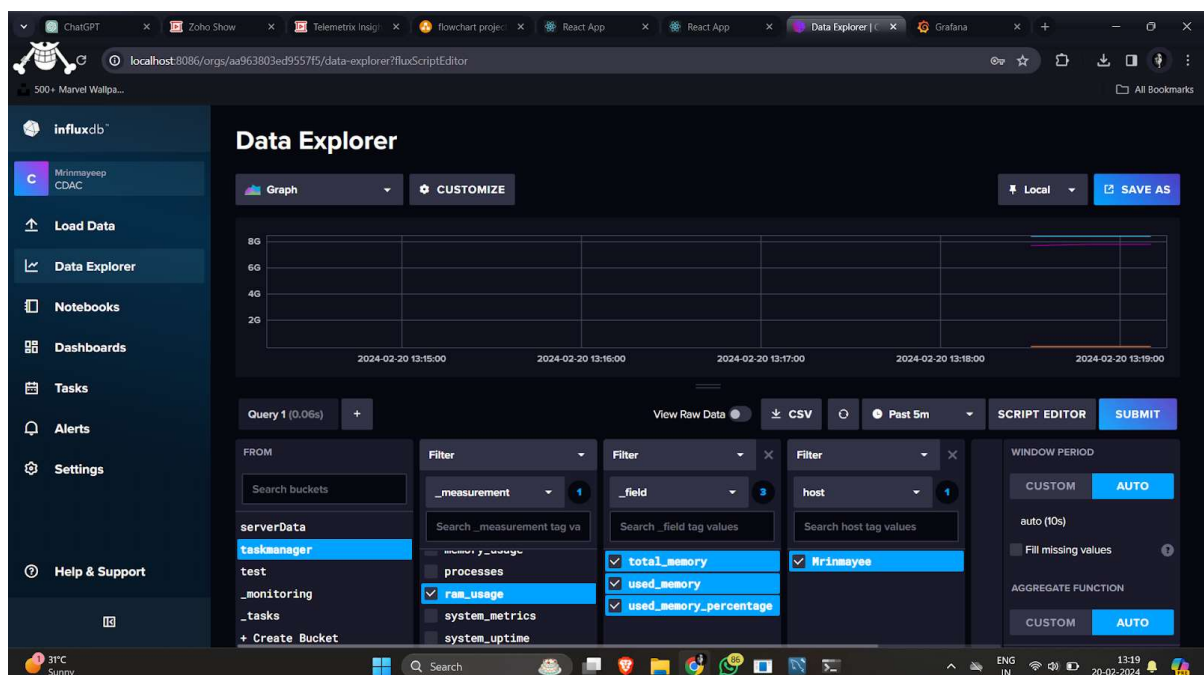 ChatGPT
Zoho Show
Telemetrix Insigh
flowchart project
React App
React App
Data Explorer | C
Grafana
localhost:8086/orgs/aa963803ed9557f5/data-explorer?fluxScriptEditor
500+ Marvel Wallpa...
All Bookmarks
influxdb™
C
Mrinmayeep
CDAC
Load Data
Data Explorer
Notebooks
Dashboards
Tasks
Alerts
Settings
Help & Support
Data Explorer
Graph
CUSTOMIZE
Local
SAVE AS
8G
6G
4G
2G
2024-02-20 13:15:00
2024-02-20 13:16:00
2024-02-20 13:17:00
2024-02-20 13:18:00
2024-02-20 13:19:00
Query 1 (0.06s)
+
View Raw Data
CSV
Past 5m
SCRIPT EDITOR
SUBMIT
FROM
Search buckets
serverData
taskmanager
test
_monitoring
_tasks
+ Create Bucket
Filter
_measurement
1
Search _measurement tag va
memory_usage
processes
ram_usage
system_metrics
system_uptime
Filter
_field
3
Search _field tag values
total_memory
used_memory
used_memory_percentage
Filter
host
1
Search host tag values
Mrinmayee
WINDOW PERIOD
CUSTOM
AUTO
auto (10s)
Fill missing values
AGGREGATE FUNCTION
CUSTOM
AUTO
1
31°C
Sunny
Search
86
ENG
IN
13:19
20-02-2024